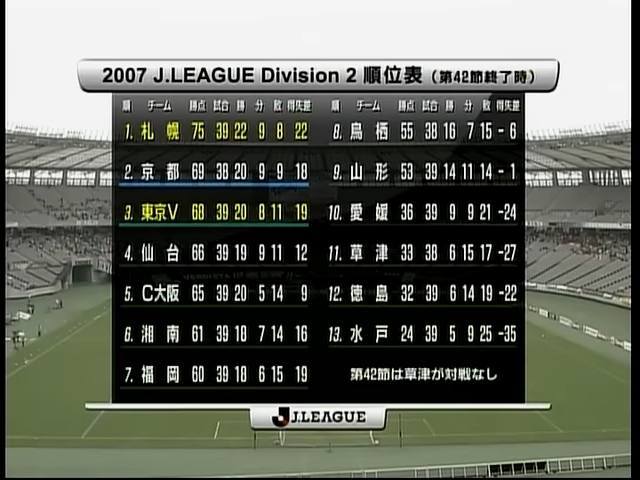 2007 J.LEAGUE Division 2 順位表（第42節終了時）
順 チーム 勝点 試合 勝 分 敗 得失差
1. 札幌 75 39 22 9 8 22
2. 京都 69 38 20 9 9 18
3. 東京V 68 39 20 8 11 19
4. 仙台 66 39 19 9 11 12
5. C大阪 65 39 20 5 14 9
6. 湘南 61 39 18 7 14 16
7. 福岡 60 39 18 6 15 19
順 チーム 勝点 試合 勝 分 敗 得失差
8. 鳥栖 55 38 16 7 15 -6
9. 山形 53 39 14 11 14 -1
10. 愛媛 36 39 9 9 21 -24
11. 草津 33 38 6 15 17 -27
12. 徳島 32 39 6 14 19 -22
13. 水戸 24 39 5 9 25 -35
第42節は草津が対戦なし
J.LEAGUE